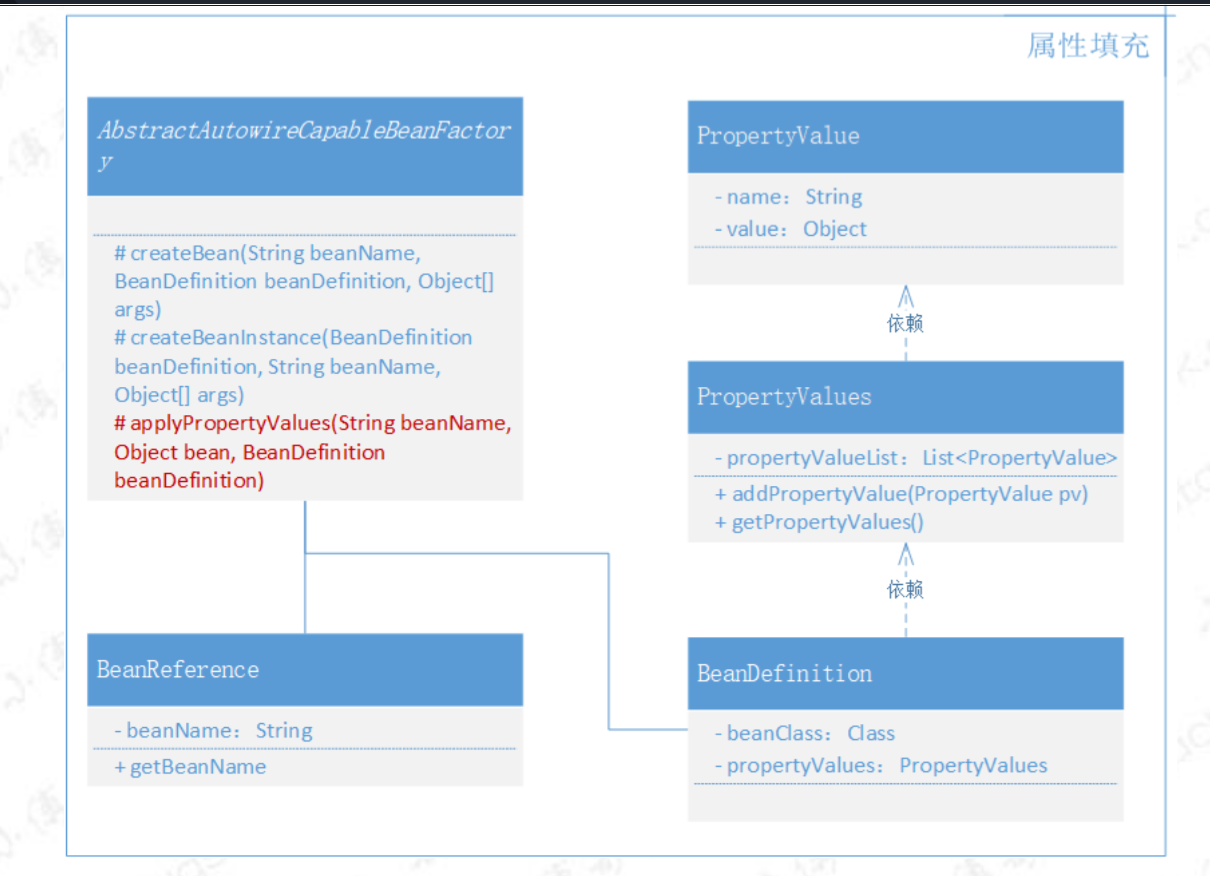 属性填充
AbstractAutowireCapableBeanFactor
y
# createBean(String beanName,
BeanDefinition beanDefinition, Object[]
args)
# createBeanInstance(BeanDefinition
beanDefinition, String beanName,
Object[] args)
# applyPropertyValues(String beanName,
Object bean, BeanDefinition
beanDefinition)
BeanReference
- beanName：String
+ getBeanName
PropertyValue
- name：String
- value：Object
依赖
PropertyValues
- propertyValueList：List<PropertyValue>
+ addPropertyValue(PropertyValue pv)
+ getPropertyValues()
依赖
BeanDefinition
- beanClass：Class
- propertyValues：PropertyValues